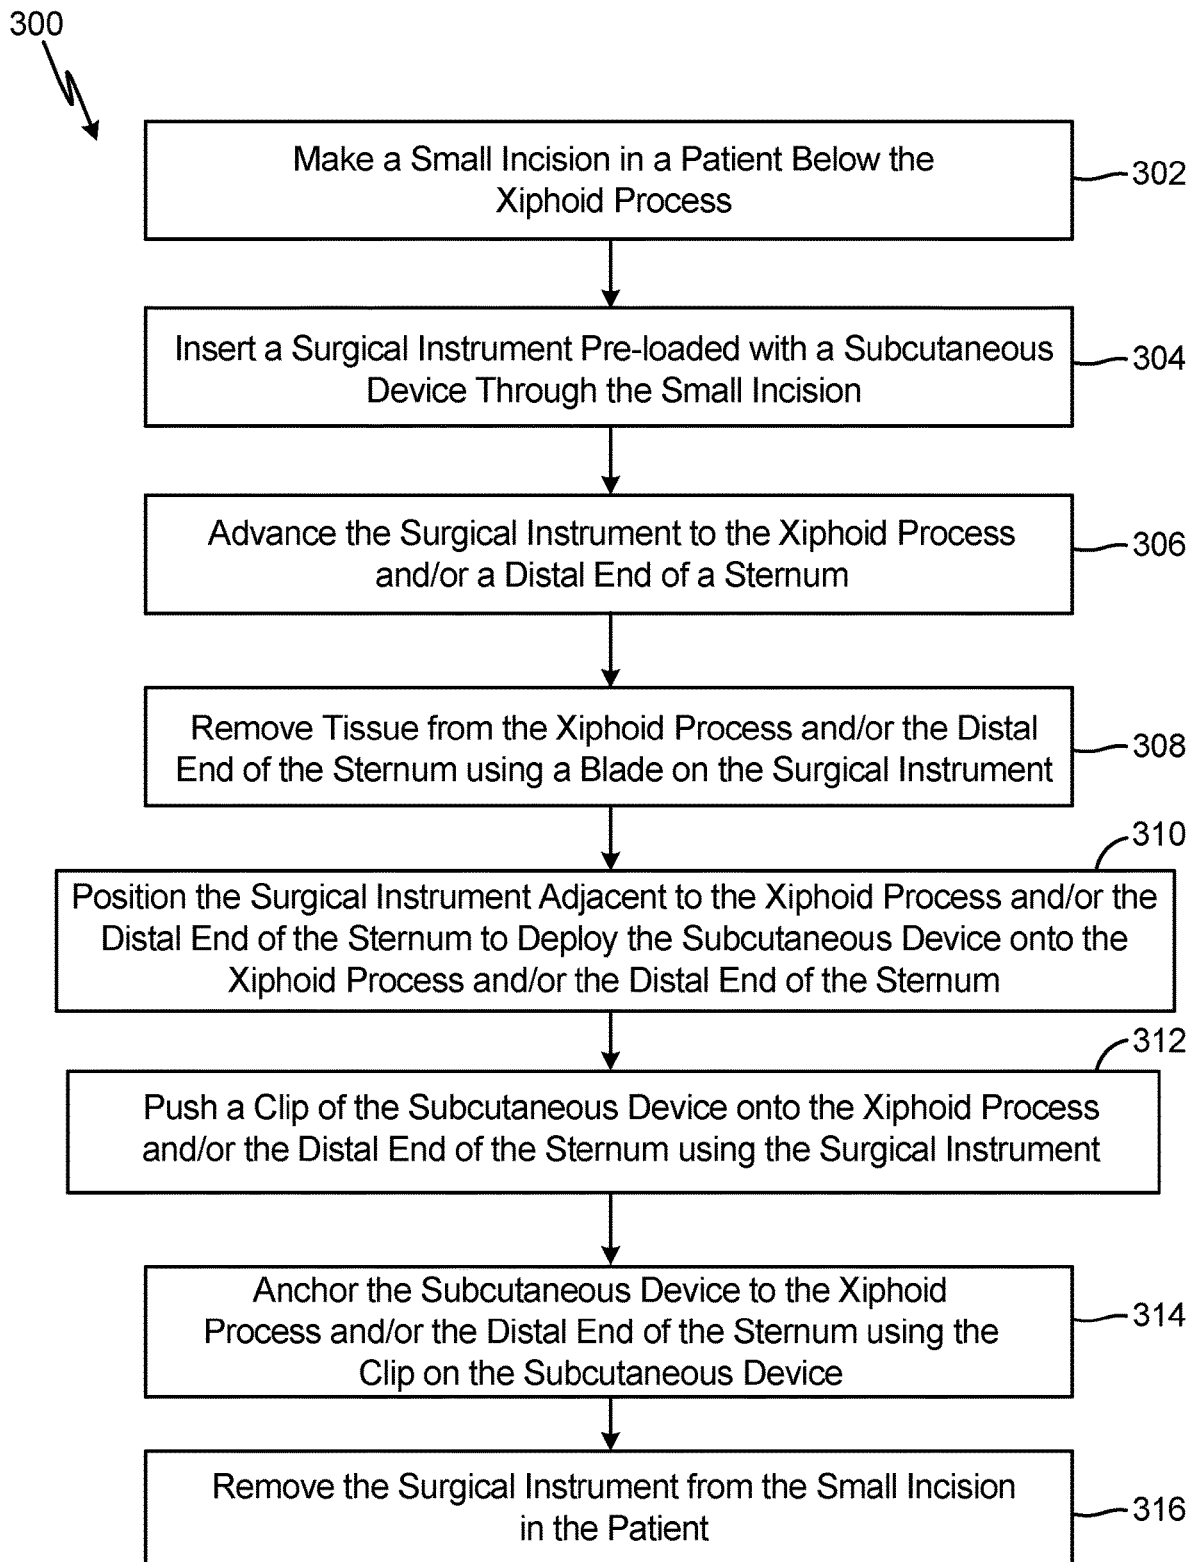 300
Make a Small Incision in a Patient Below the
Xiphoid Process
302
Insert a Surgical Instrument Pre-loaded with a Subcutaneous
Device Through the Small Incision
304
Advance the Surgical Instrument to the Xiphoid Process
and/or a Distal End of a Sternum
306
Remove Tissue from the Xiphoid Process and/or the Distal
End of the Sternum using a Blade on the Surgical Instrument
308
310
Position the Surgical Instrument Adjacent to the Xiphoid Process and/or the
Distal End of the Sternum to Deploy the Subcutaneous Device onto the
Xiphoid Process and/or the Distal End of the Sternum
312
Push a Clip of the Subcutaneous Device onto the Xiphoid Process
and/or the Distal End of the Sternum using the Surgical Instrument
Anchor the Subcutaneous Device to the Xiphoid
Process and/or the Distal End of the Sternum using the
Clip on the Subcutaneous Device
314
Remove the Surgical Instrument from the Small Incision
in the Patient
316